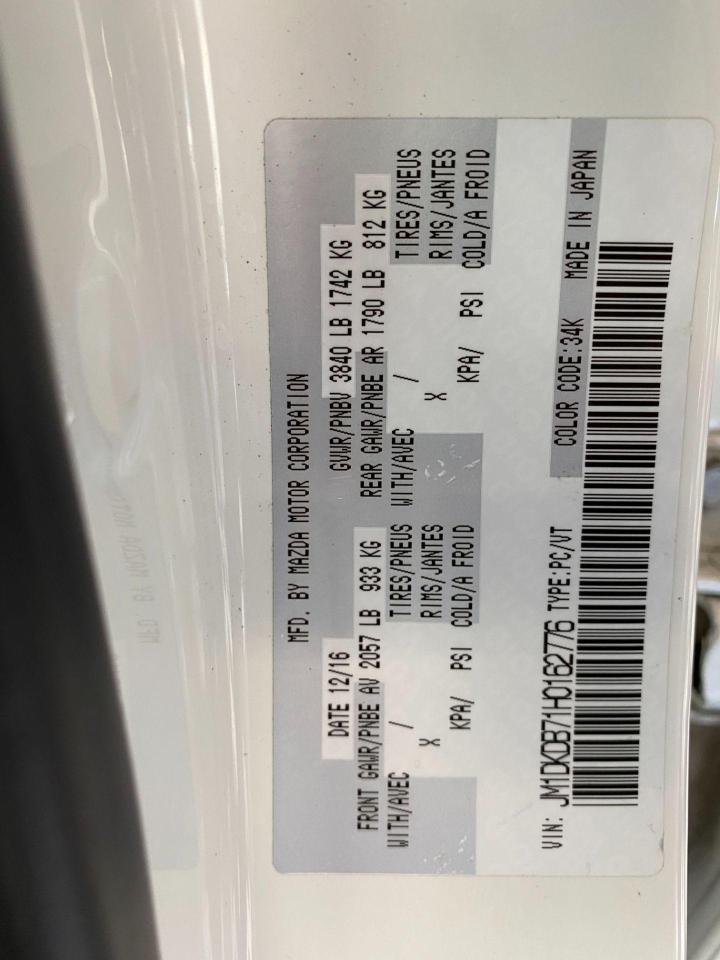 MFD. BY MAZDA MOTOR CORPORATION
DATE 12/16 GVWR/PNBV 3840 LB 1742 KG
FRONT GAWR/PNBE AV 2057 LB 933 KG REAR GAWR/PNBE AR 1790 LB 812 KG
WITH/AVEC / TIRES/PNEUS WITH/AVEC / TIRES/PNEUS
X RIMS/JANTES X RIMS/JANTES
KPA/ PSI COLD/A FROID KPA/ PSI COLD/A FROID
VIN: JM1DKDB71H0162776 TYPE:PC/VT COLOR CODE:34K MADE IN JAPAN